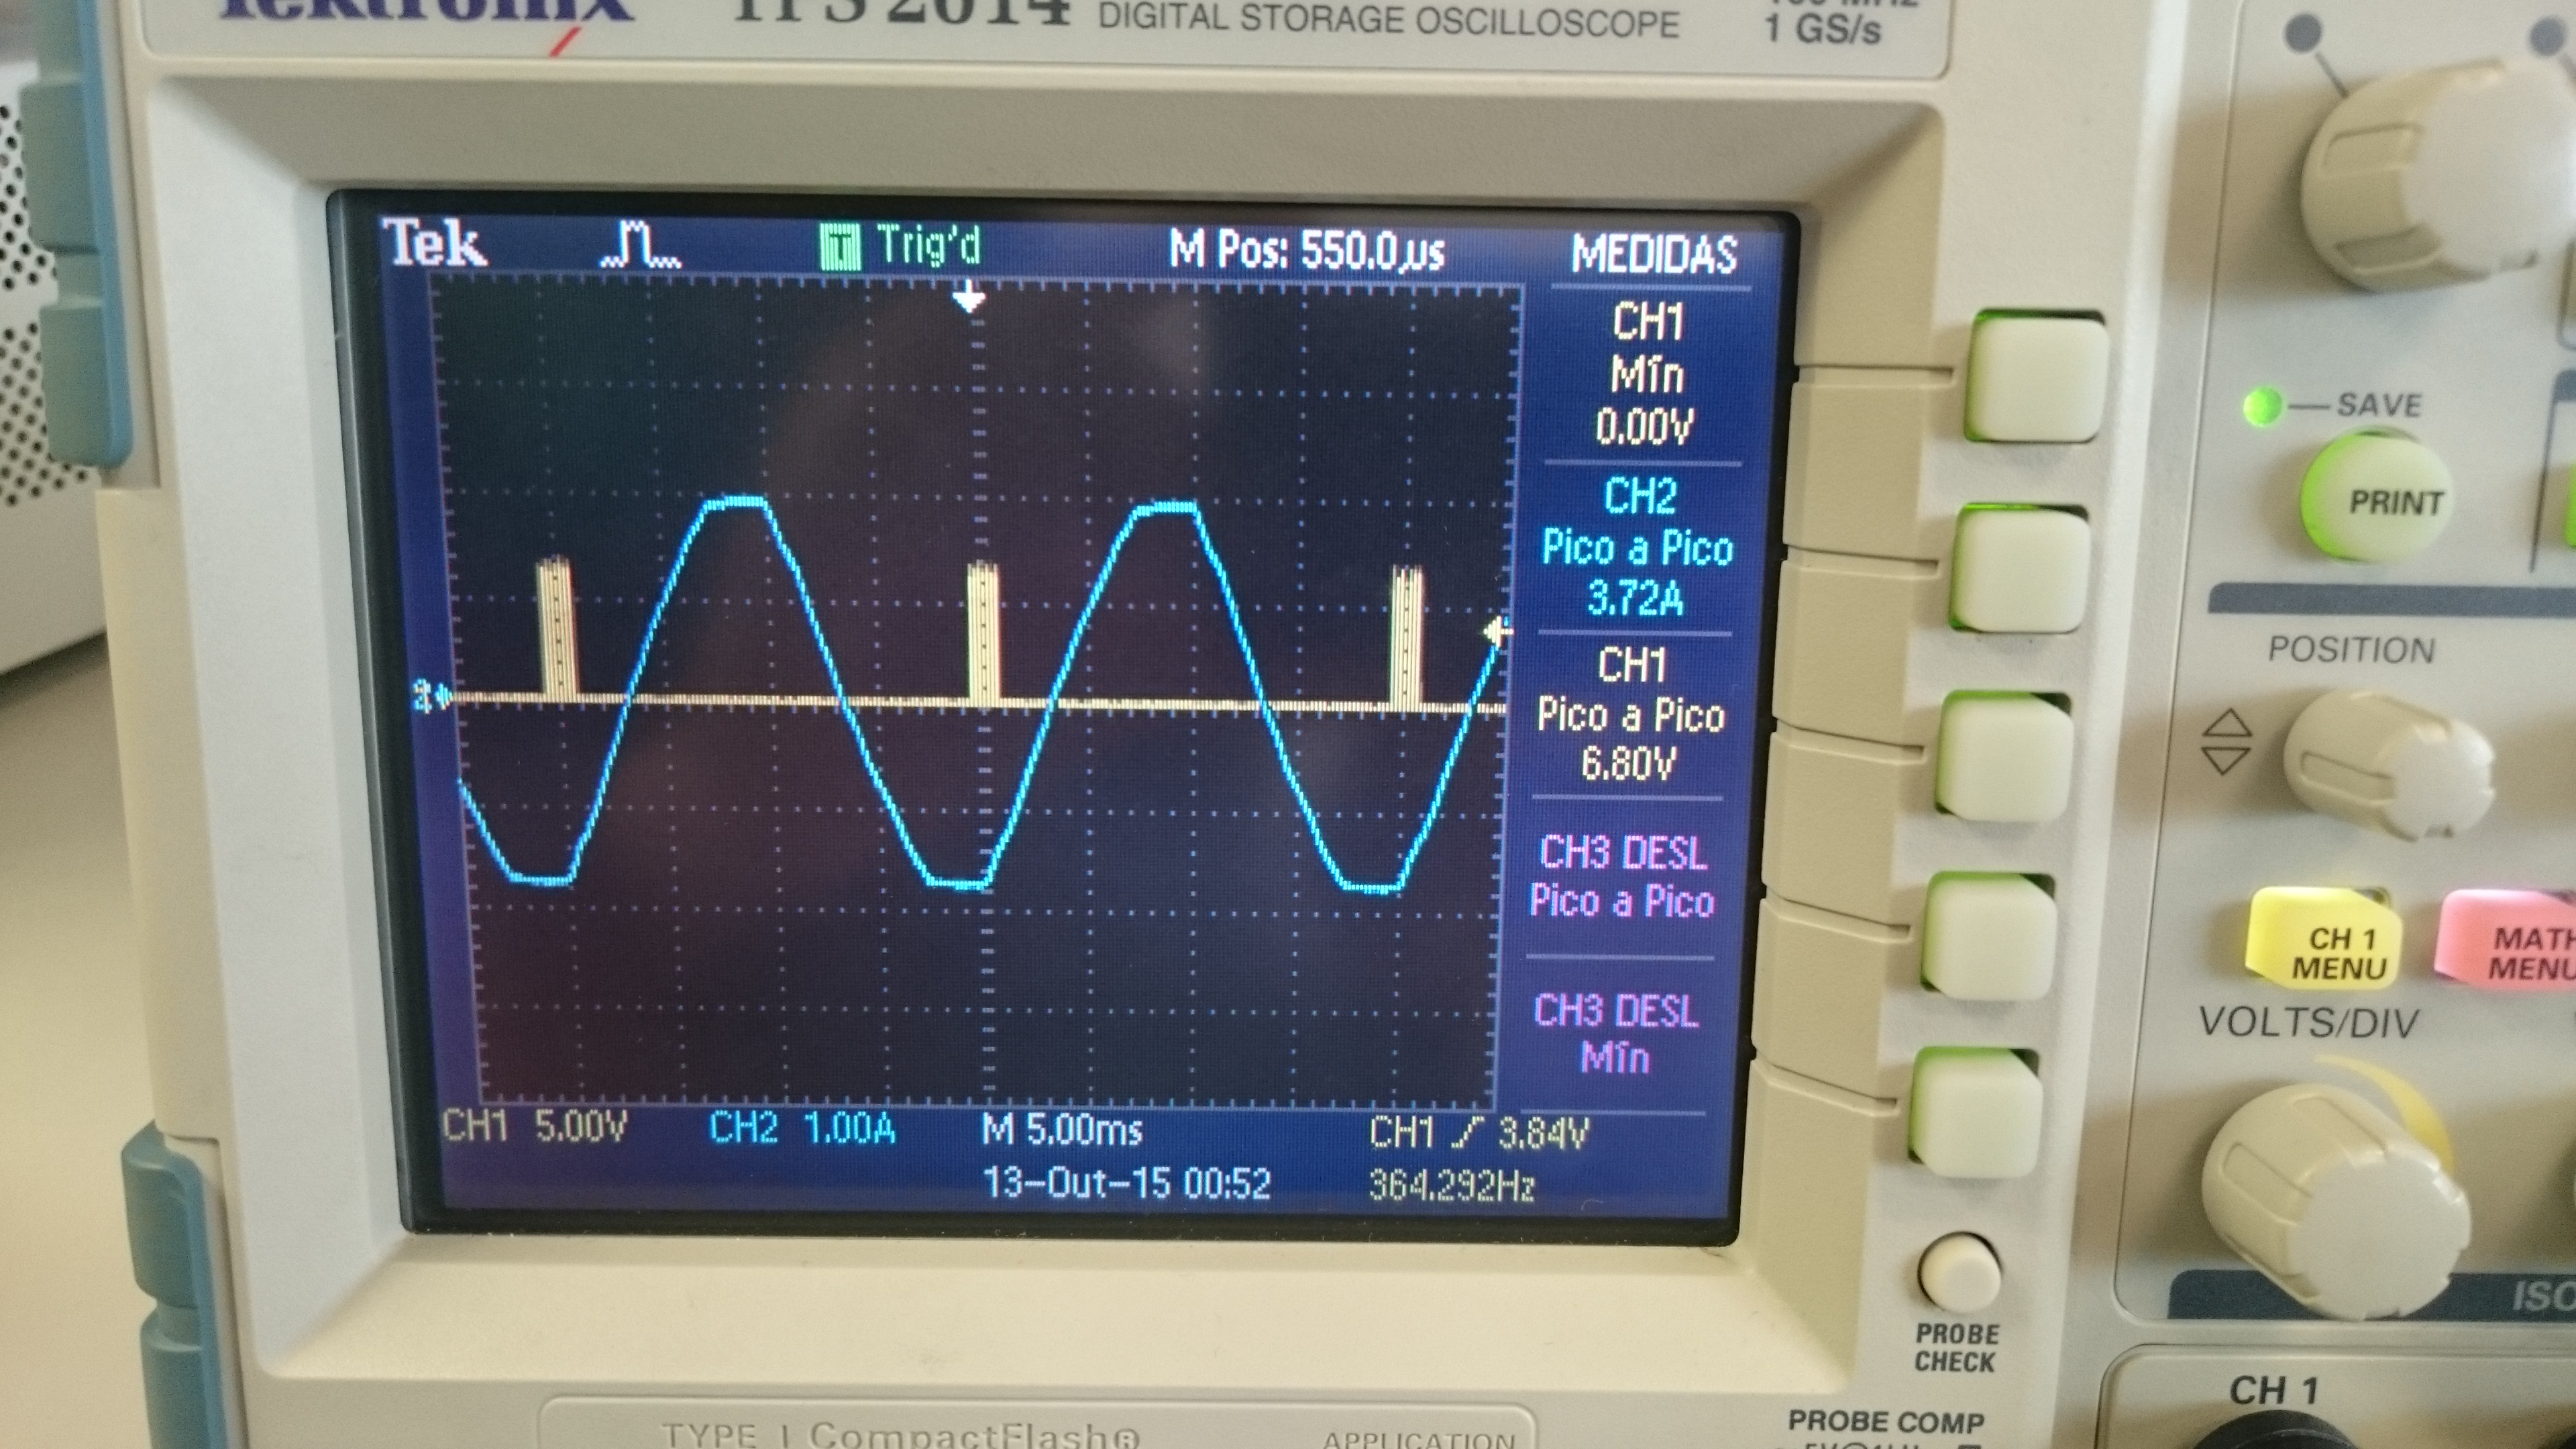 Tektronix TPS 2014 DIGITAL STORAGE OSCILLOSCOPE
1 GS/s
Tek T Trig'd M Pos: 550.0µs MEDIDAS
CH1
Mín
0.00V
CH2
Pico a Pico
3.72A
CH1
Pico a Pico
6.80V
CH3 DESL
Pico a Pico
CH3 DESL
Mín
2
CH1 5.00V CH2 1.00A M 5.00ms CH1 3.84V
13-Out-15 00:52 364.292Hz
SAVE
PRINT
POSITION
CH 1
MENU
MATH
MENU
VOLTS/DIV
PROBE
CHECK
CH 1
PROBE COMP
TYPE I CompactFlash®
APPLICATION